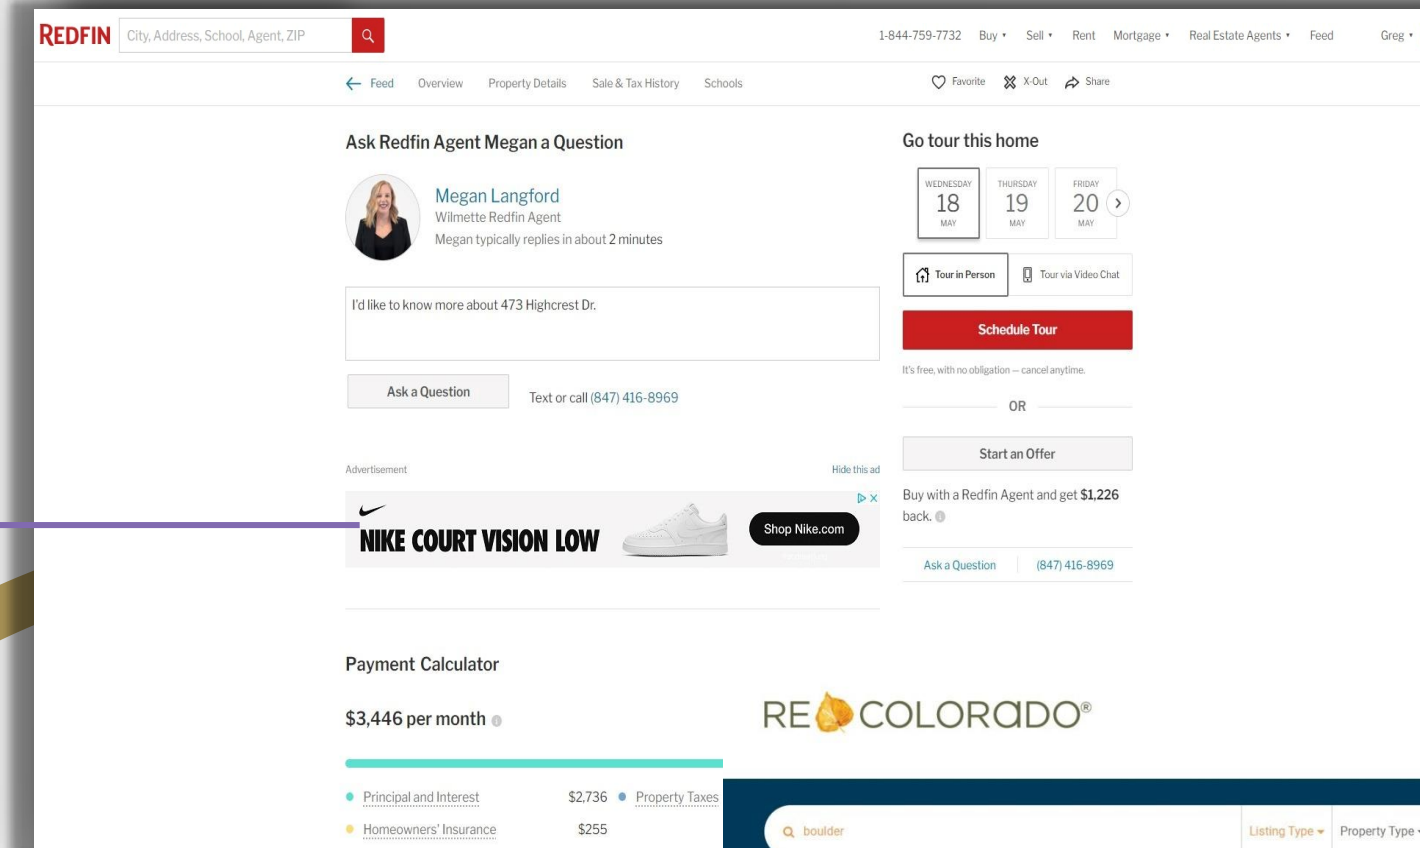 REDFIN
City, Address, School, Agent, ZIP
1-844-759-7732 Buy Sell Rent Mortgage Real Estate Agents Feed Greg
Feed Overview Property Details Sale & Tax History Schools
Favorite X-Out Share
Ask Redfin Agent Megan a Question
Megan Langford
Wilmette Redfin Agent
Megan typically replies in about 2 minutes
I'd like to know more about 473 Highcrest Dr.
Ask a Question
Text or call (847) 416-8969
Go tour this home
WEDNESDAY
18
MAY
THURSDAY
19
MAY
FRIDAY
20
MAY
Tour in Person
Tour via Video Chat
Schedule Tour
It's free, with no obligation — cancel anytime.
OR
Start an Offer
Buy with a Redfin Agent and get $1,226
back.
Ask a Question (847) 416-8969
Advertisement
Hide this ad
NIKE COURT VISION LOW
Shop Nike.com
Payment Calculator
$3,446 per month
Principal and Interest $2,736 Property Taxes
Homeowners' Insurance $255
RECOLORADO®
boulder
Listing Type Property Type